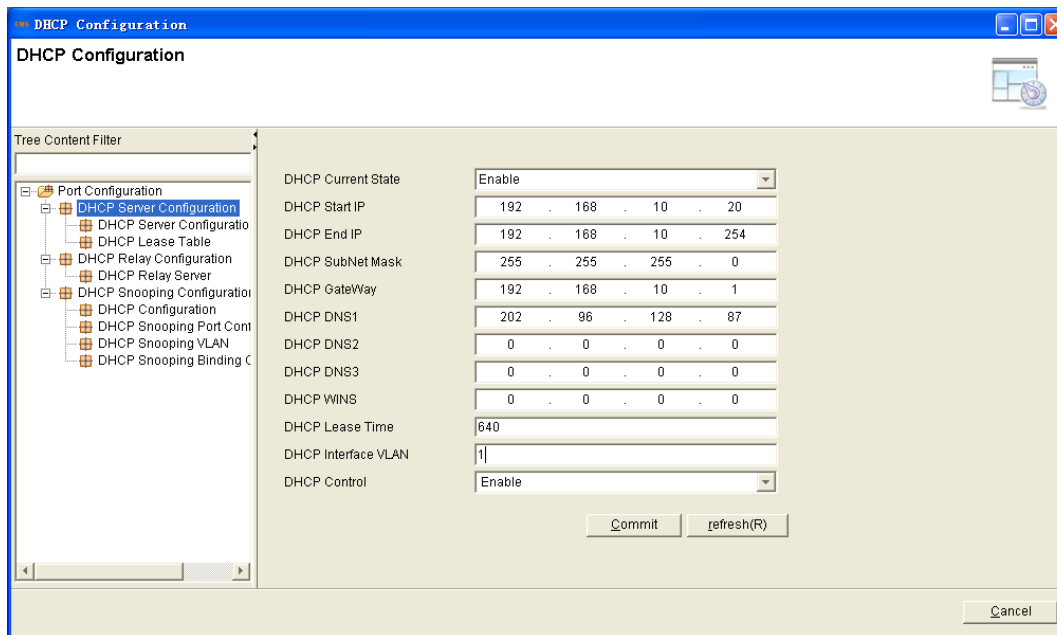 EMS DHCP Configuration
DHCP Configuration
Tree Content Filter
Port Configuration
DHCP Server Configuration
DHCP Server Configuratio
DHCP Lease Table
DHCP Relay Configuration
DHCP Relay Server
DHCP Snooping Configuration
DHCP Configuration
DHCP Snooping Port Cont
DHCP Snooping VLAN
DHCP Snooping Binding C
DHCP Current State Enable
DHCP Start IP 192 . 168 . 10 . 20
DHCP End IP 192 . 168 . 10 . 254
DHCP SubNet Mask 255 . 255 . 255 . 0
DHCP GateWay 192 . 168 . 10 . 1
DHCP DNS1 202 . 96 . 128 . 87
DHCP DNS2 0 . 0 . 0 . 0
DHCP DNS3 0 . 0 . 0 . 0
DHCP WINS 0 . 0 . 0 . 0
DHCP Lease Time 640
DHCP Interface VLAN 1
DHCP Control Enable
Commit refresh(R)
Cancel